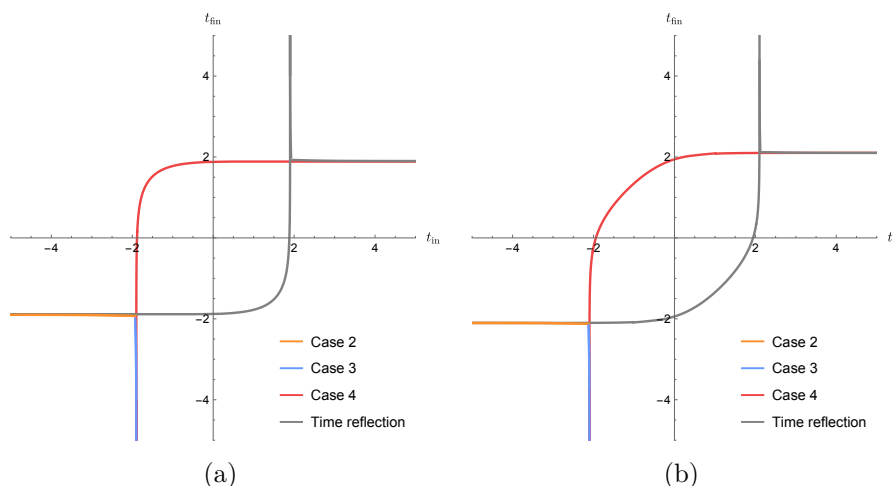 t_fin
4
2
-4 -2 2 4 t_in
-2
-4
Case 2
Case 3
Case 4
Time reflection
(a)
t_fin
4
2
-4 -2 0 2 4 t
-2
-4
Case 2
Case 3
Case 4
Time reflection
(b)